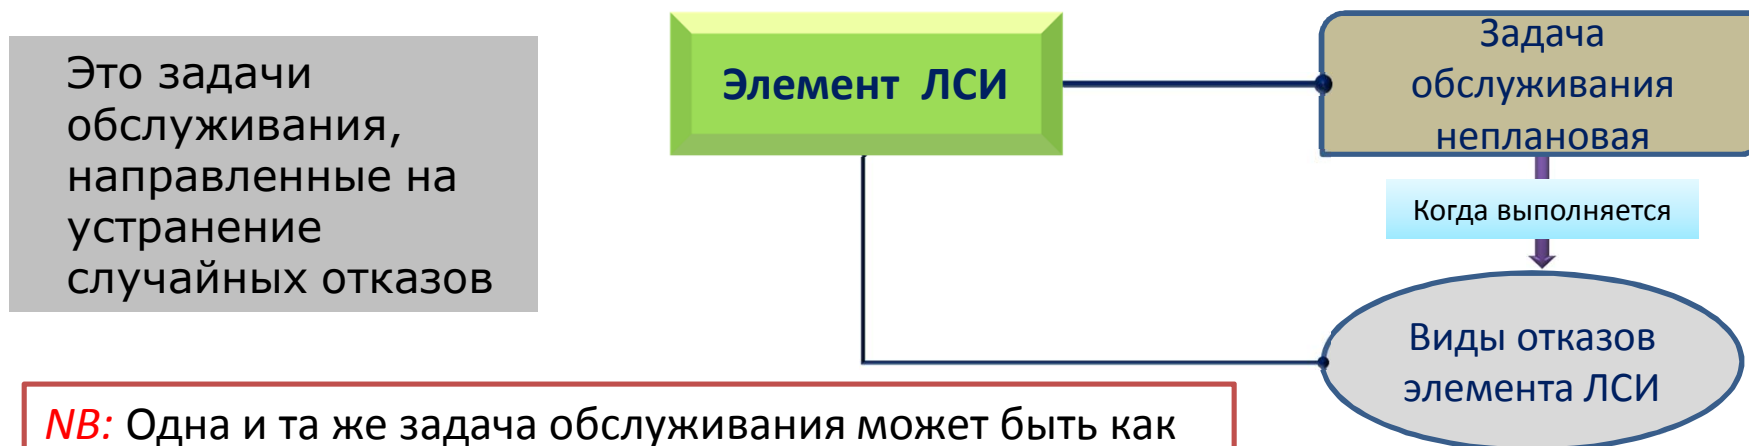 Это задачи
обслуживания,
направленные на
устранение
случайных отказов
Элемент ЛСИ
Задача
обслуживания
неплановая
Когда выполняется
Виды отказов
элемента ЛСИ
NB: Одна и та же задача обслуживания может быть как